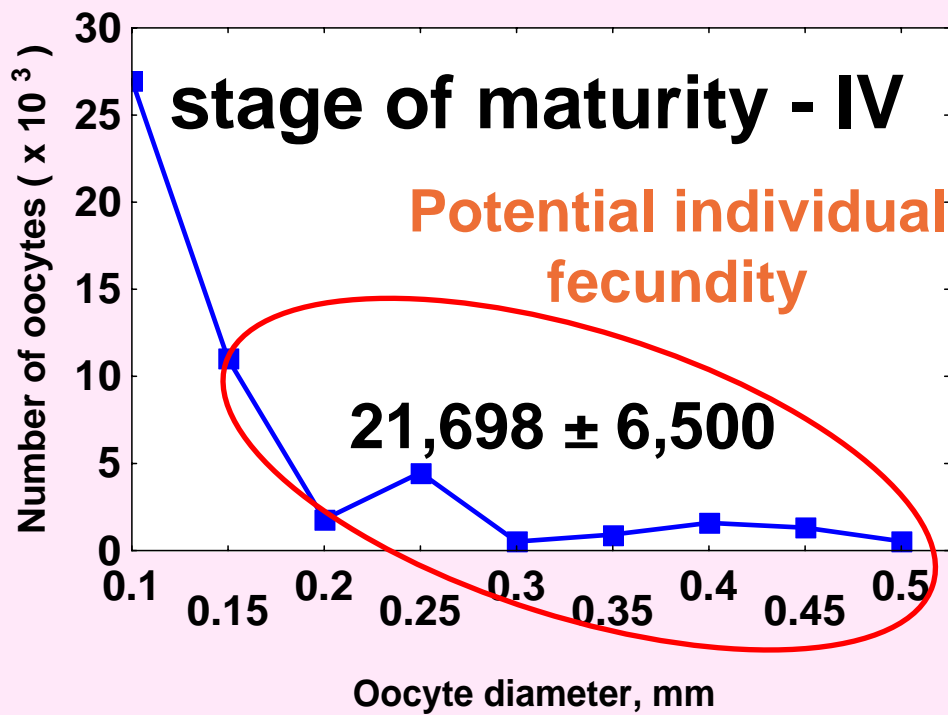 30
25
20
15
10
5
0
Number of oocytes ( x 10 ³ )
stage of maturity - IV
Potential individual
fecundity
21,698 ± 6,500
0.1 0.2 0.3 0.4 0.5
0.15 0.25 0.35 0.45
Oocyte diameter, mm